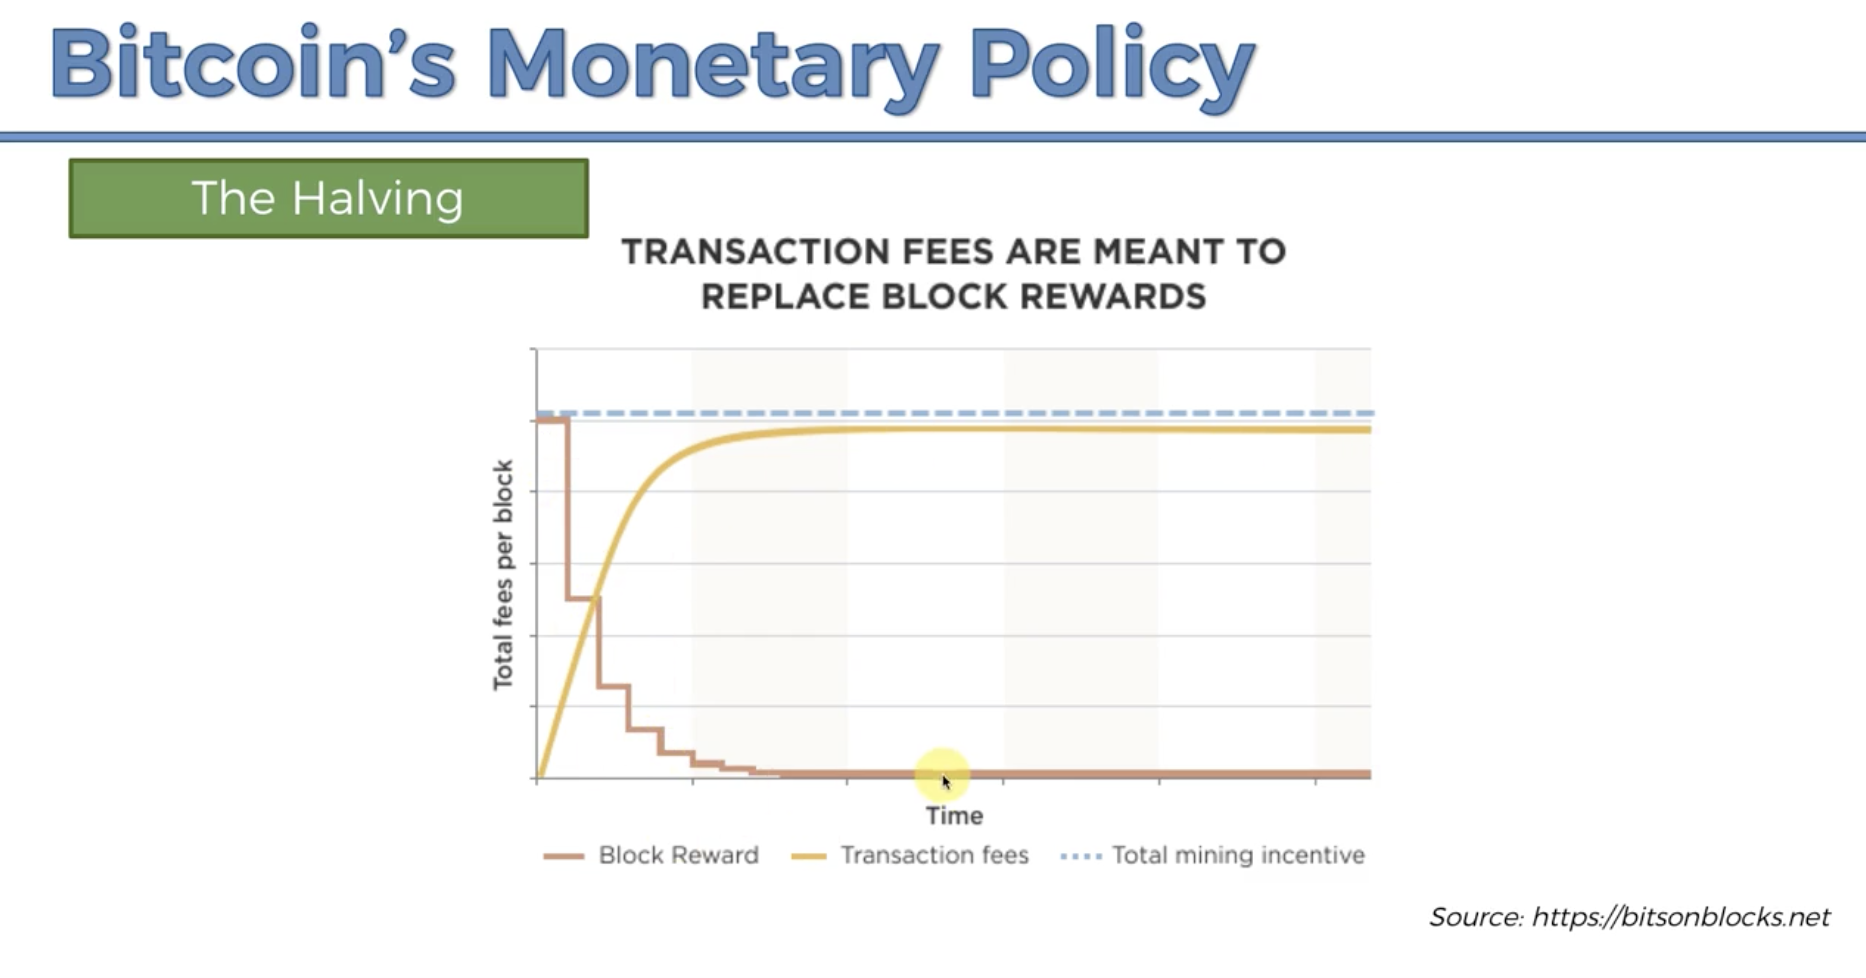 Bitcoin’s Monetary Policy
The Halving
TRANSACTION FEES ARE MEANT TO
REPLACE BLOCK REWARDS
Total fees per block
Time
Block Reward
Transaction fees
Total mining incentive
Source: https://bitsonblocks.net